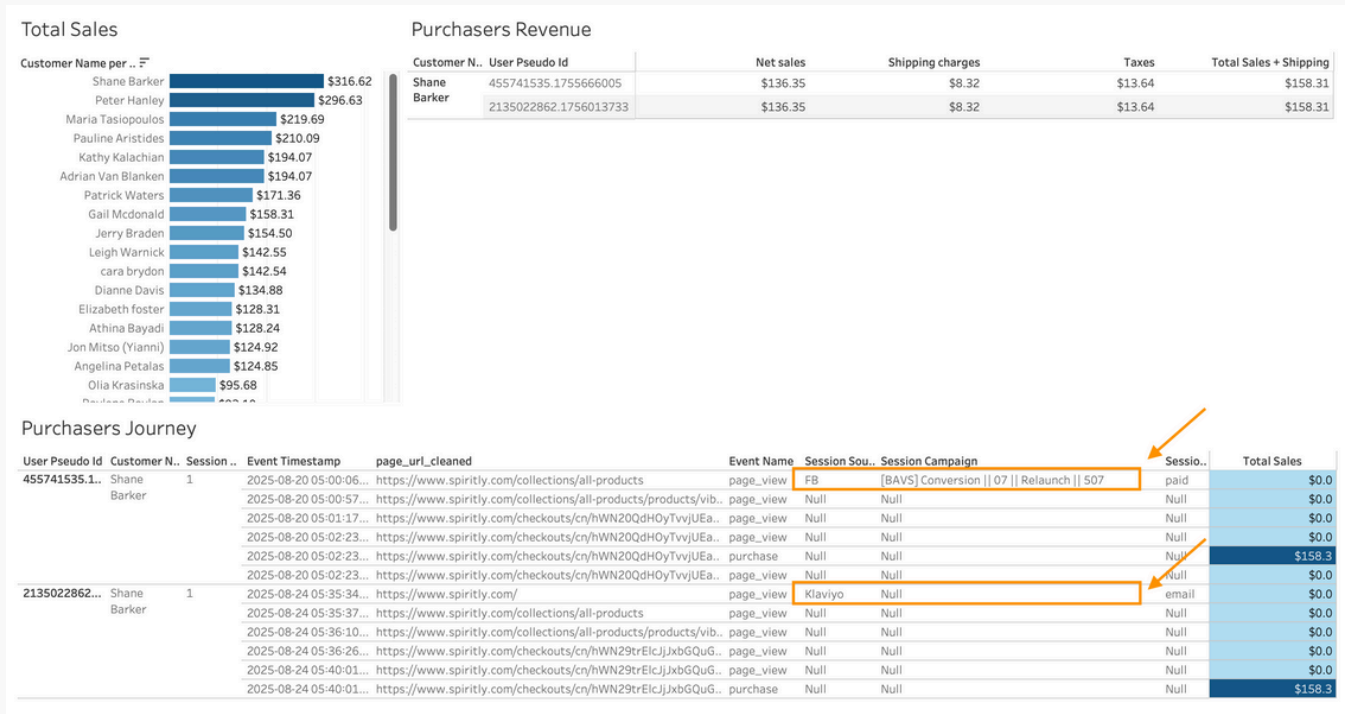 Total Sales
Customer Name per ..
Shane Barker $316.62
Peter Hanley $296.63
Maria Tasiopoulos $219.69
Pauline Aristides $210.09
Kathy Kalachian $194.07
Adrian Van Blanken $194.07
Patrick Waters $171.36
Gail Mcdonald $158.31
Jerry Braden $154.50
Leigh Warnick $142.55
cara brydon $142.54
Dianne Davis $134.88
Elizabeth foster $128.31
Athina Bayadi $128.24
Jon Mitso (Yianni) $124.92
Angelina Petalas $124.85
Olia Krasinska $95.68
Purchasers Revenue
Customer N.. User Pseudo Id Net sales Shipping charges Taxes Total Sales + Shipping
Shane 455741535.1755666005 $136.35 $8.32 $13.64 $158.31
Barker 2135022862.1756013733 $136.35 $8.32 $13.64 $158.31
Purchasers Journey
User Pseudo Id Customer N.. Session .. Event Timestamp page_url_cleaned Event Name Session Sou.. Session Campaign Sessio.. Total Sales
455741535.1.. Shane 1 2025-08-20 05:00:06... https://www.spiritly.com/collections/all-products page_view FB [BAVS] Conversion || 07 || Relaunch || 507 paid $0.0
Barker 2025-08-20 05:00:57... https://www.spiritly.com/collections/all-products/products/vib.. page_view Null Null Null $0.0
2025-08-20 05:01:17... https://www.spiritly.com/checkouts/cn/hWN20QdHOyTvvjUEa.. page_view Null Null Null $0.0
2025-08-20 05:02:23... https://www.spiritly.com/checkouts/cn/hWN20QdHOyTvvjUEa.. page_view Null Null Null $0.0
2025-08-20 05:02:23... https://www.spiritly.com/checkouts/cn/hWN20QdHOyTvvjUEa.. purchase Null Null Null $158.3
2025-08-20 05:02:23... https://www.spiritly.com/checkouts/cn/hWN20QdHOyTvvjUEa.. page_view Null Null Null $0.0
2135022862... Shane 1 2025-08-24 05:35:34... https://www.spiritly.com/ page_view Klaviyo Null email $0.0
Barker 2025-08-24 05:35:37... https://www.spiritly.com/collections/all-products page_view Null Null Null $0.0
2025-08-24 05:36:10... https://www.spiritly.com/collections/all-products/products/vib.. page_view Null Null Null $0.0
2025-08-24 05:36:26... https://www.spiritly.com/checkouts/cn/hWN29trElcJjJxbGQuG.. page_view Null Null Null $0.0
2025-08-24 05:40:01... https://www.spiritly.com/checkouts/cn/hWN29trElcJjJxbGQuG.. page_view Null Null Null $0.0
2025-08-24 05:40:01... https://www.spiritly.com/checkouts/cn/hWN29trElcJjJxbGQuG.. purchase Null Null Null $158.3